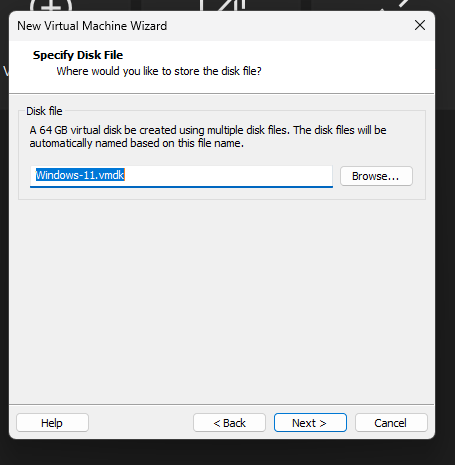 New Virtual Machine Wizard
Specify Disk File
Where would you like to store the disk file?
Disk file
A 64 GB virtual disk be created using multiple disk files. The disk files will be
automatically named based on this file name.
Windows-11.vmdk
Browse...
Help
< Back
Next >
Cancel